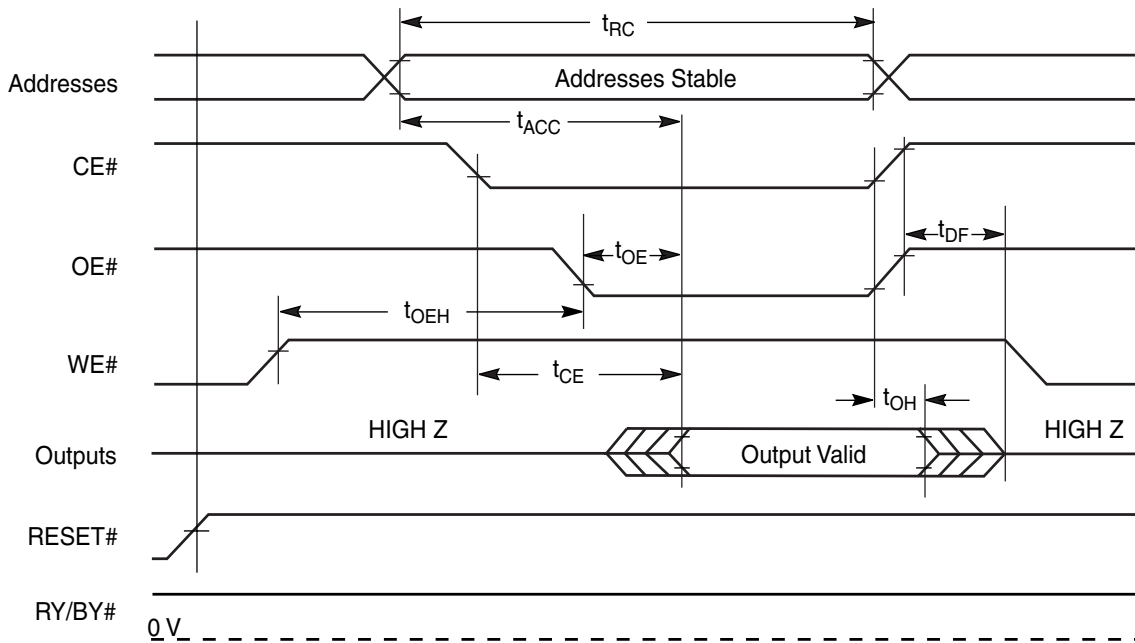 tRC
Addresses
Addresses Stable
tACC
CE#
tDF
tOE
OE#
tOEH
WE#
tCE
tOH
HIGH Z
HIGH Z
Outputs
Output Valid
RESET#
RY/BY#
0 V